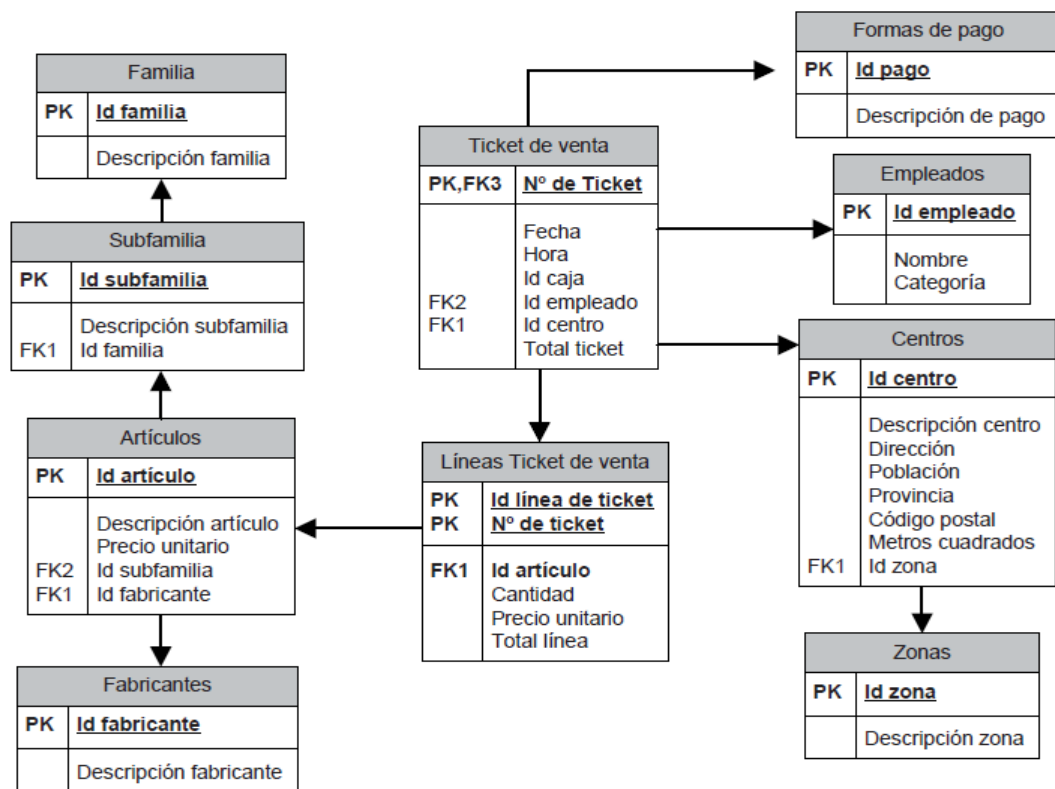 Formas de pago
PK Id pago
Descripción de pago
Familia
PK Id familia
Descripción familia
Ticket de venta
PK,FK3 Nº de Ticket
Fecha
Hora
Id caja
FK2 Id empleado
FK1 Id centro
Total ticket
Empleados
PK Id empleado
Nombre
Categoría
Subfamilia
PK Id subfamilia
Descripción subfamilia
FK1 Id familia
Centros
PK Id centro
Descripción centro
Dirección
Población
Provincia
Código postal
Metros cuadrados
FK1 Id zona
Artículos
PK Id artículo
Descripción artículo
Precio unitario
FK2 Id subfamilia
FK1 Id fabricante
Líneas Ticket de venta
PK Id línea de ticket
PK Nº de ticket
FK1 Id artículo
Cantidad
Precio unitario
Total línea
Zonas
PK Id zona
Descripción zona
Fabricantes
PK Id fabricante
Descripción fabricante